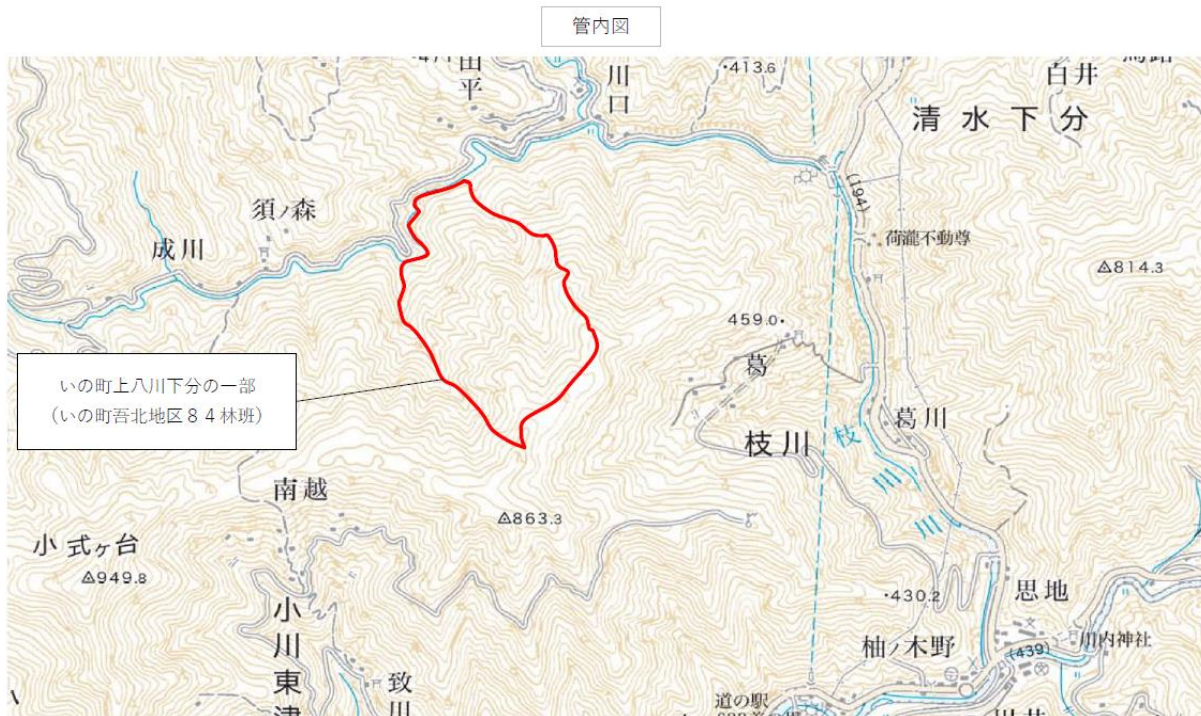 管内図
・413.6
白井
田平
川口
清水下分
須ノ森
成川
(194)
荷瀧不動尊
△814.3
459.0・
葛
いの町上八川下分の一部
(いの町吾北地区84林班)
枝川
葛川
枝川川
南越
△863.3
小式ヶ台
△949.8
・430.2
思地
小川東津
柚ノ木野
(439)
川内神社
致川
道の駅